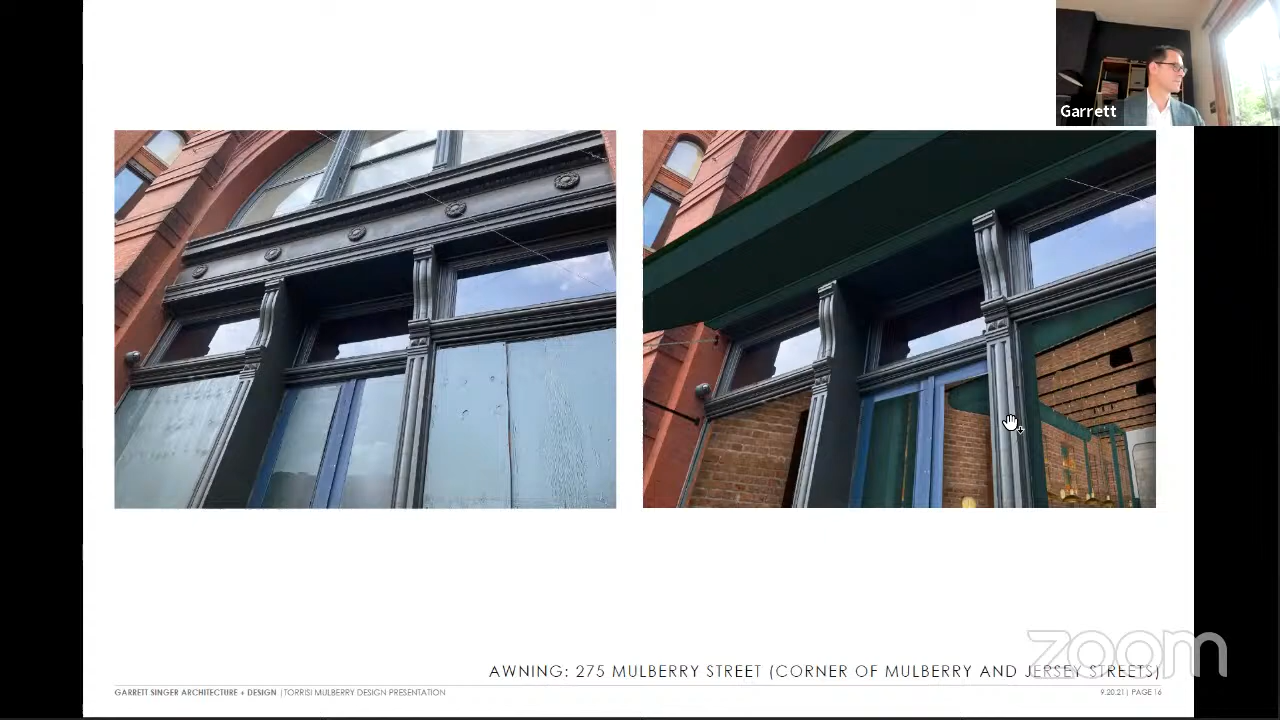 Garrett
AWNING: 275 MULBERRY STREET (CORNER OF MULBERRY AND JERSEY STREETS)
zoom
GARRETT SINGER ARCHITECTURE + DESIGN | TORRISI MULBERRY DESIGN PRESENTATION
9.20.21 | PAGE 16